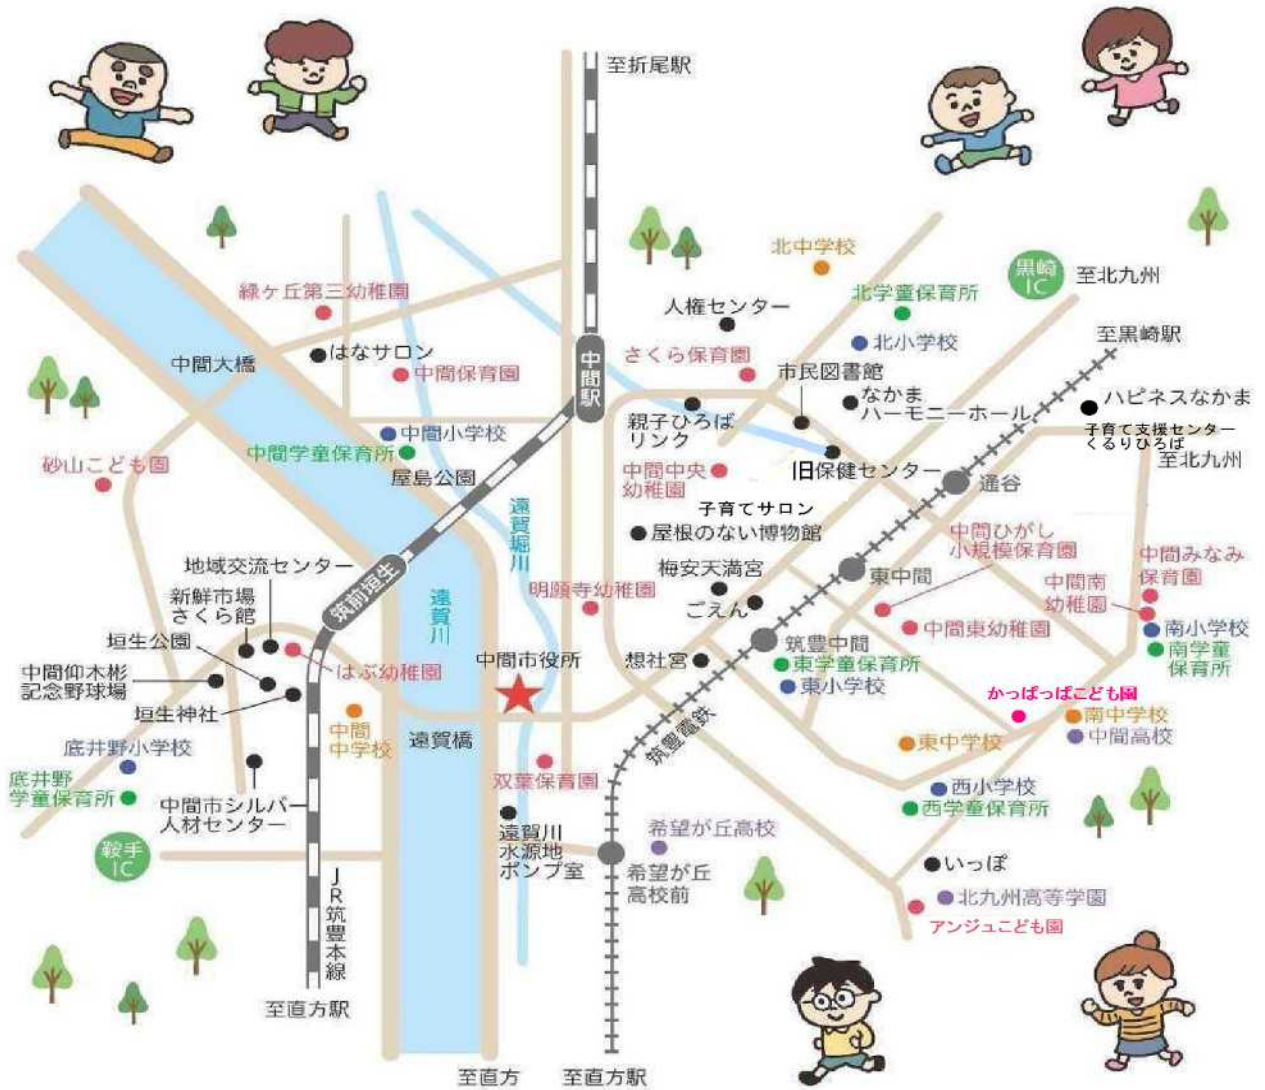 至折尾駅
北中学校
黒崎
IC
至北九州
緑ヶ丘第三幼稚園
北学童保育所
人権センター
至黒崎駅
北小学校
中間大橋
はなサロン
中間保育園
中間駅
さくら保育園
市民図書館
なかま
ハーモニーホール
ハピネスなかま
子育て支援センター
くるりひろば
親子ひろば
リンク
中間小学校
中間学童保育所
屋島公園
至北九州
砂山こども園
中間中央
幼稚園
旧保健センター
通谷
遠賀堀川
子育てサロン
屋根のない博物館
中間ひがし
小規模保育園
中間みなみ
保育園
地域交流センター
筑前垣生
梅安天満宮
東中間
中間南
幼稚園
新鮮市場
さくら館
遠賀川
明願寺幼稚園
ごえん
中間東幼稚園
南小学校
垣生公園
筑豊中間
南学童
保育所
中間仰木彬
記念野球場
はぶ幼稚園
中間市役所
想社宮
東学童保育所
東小学校
垣生神社
かっぱっぱこども園
中間
中学校
遠賀橋
筑豊電鉄
南中学校
中間高校
東中学校
底井野小学校
底井野
学童保育所
双葉保育園
西小学校
西学童保育所
中間市シルバー
人材センター
遠賀川
水源地
ポンプ室
希望が丘高校
鞍手
IC
希望が丘
高校前
いっぽ
JR筑豊本線
北九州高等学園
アンジュこども園
至直方駅
至直方
至直方駅